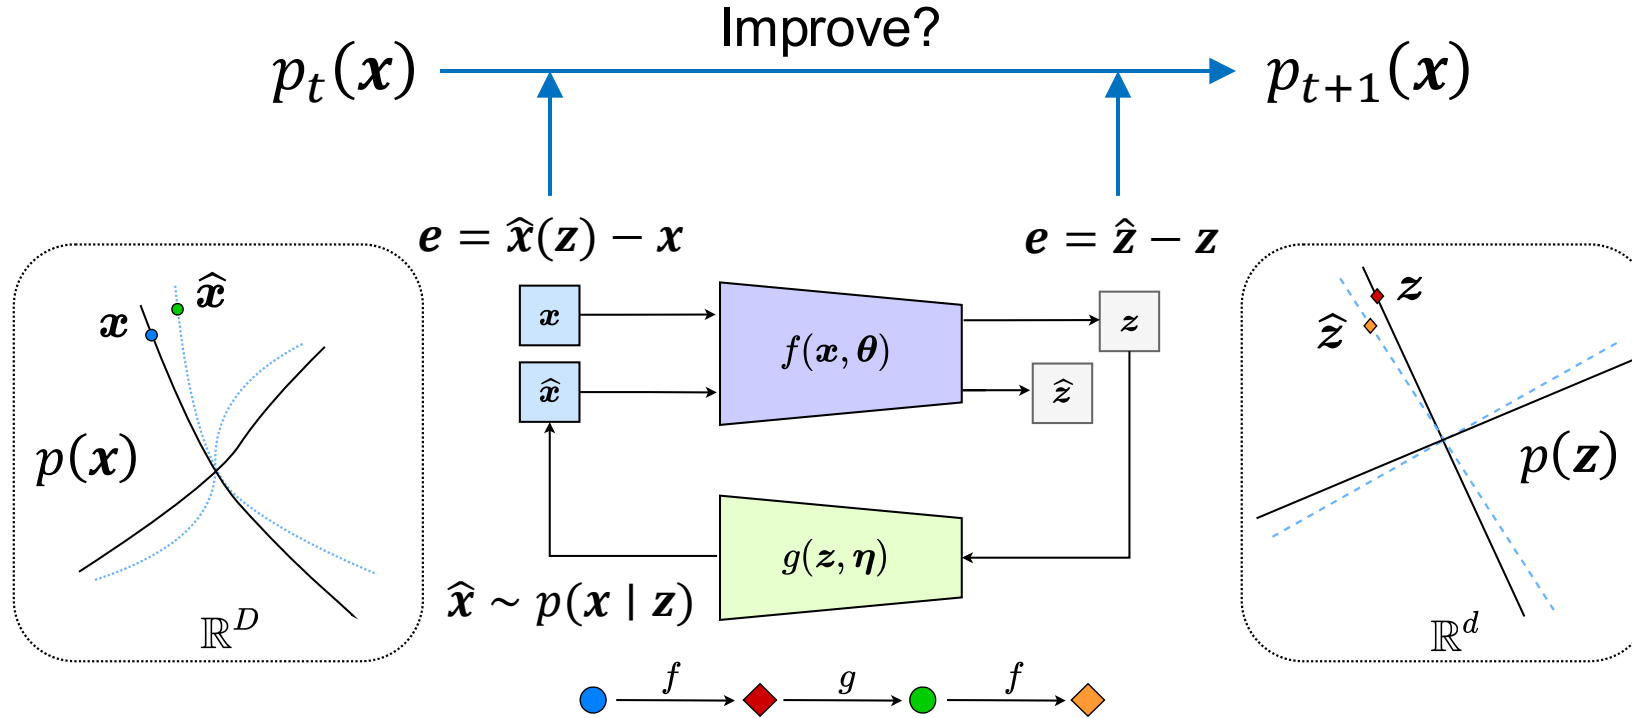 Improve?
p_t(x)
p_{t+1}(x)
e = x̂(z) − x
e = ẑ − z
x
x̂
p(x)
ℝ^D
x
x̂
f(x, θ)
z
ẑ
g(z, η)
x̂ ~ p(x | z)
z
ẑ
p(z)
ℝ^d
f
g
f